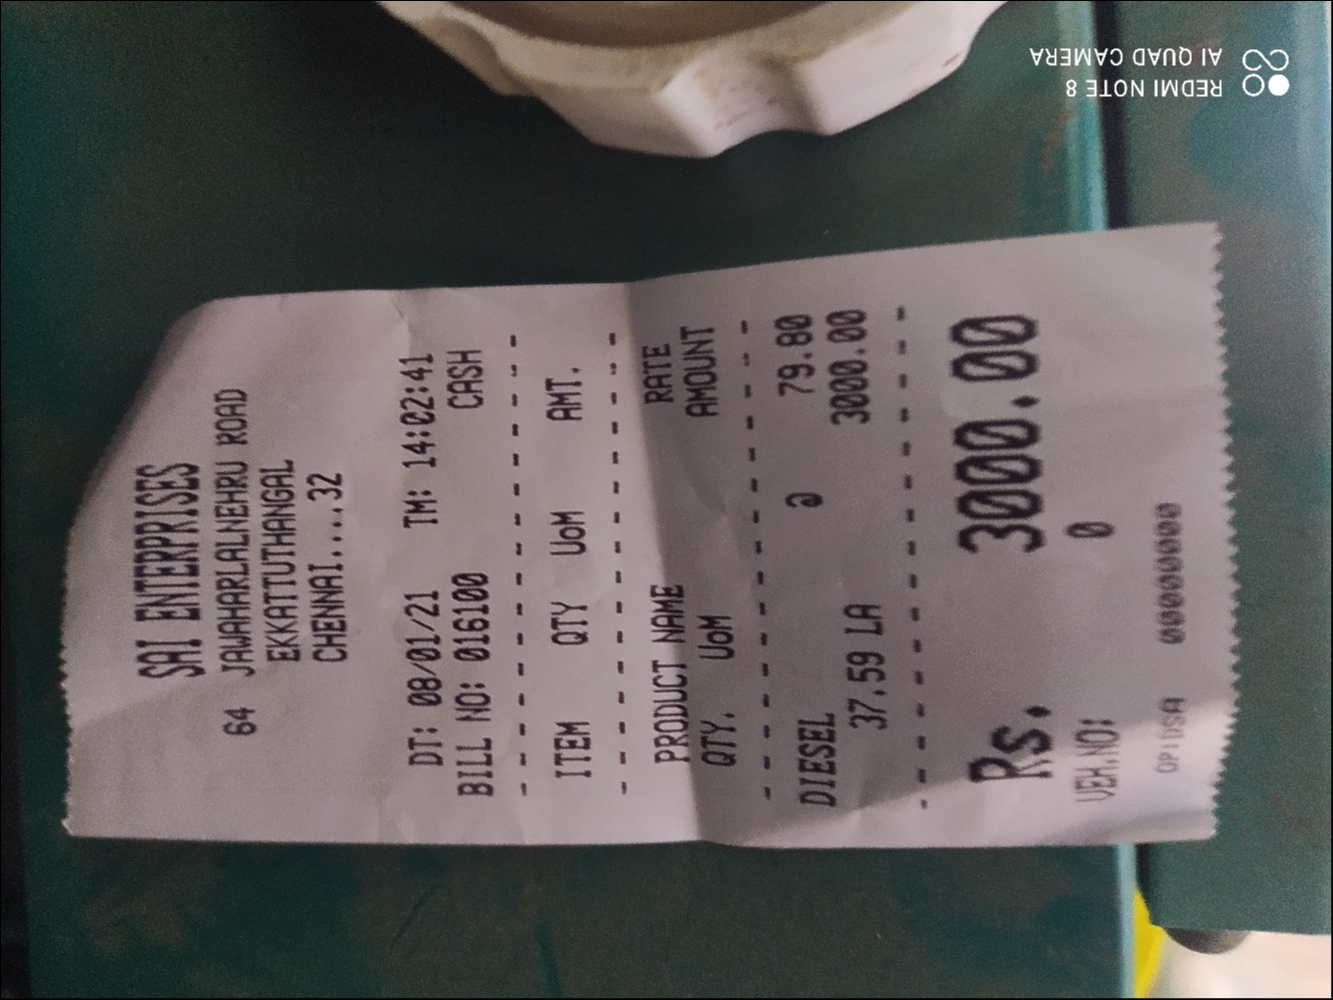 SAI ENTERPRISES
64 JAWAHARLALNEHRU ROAD
EKKATTUTHANGAL
CHENNAI....32
DT: 08/01/21 TM: 14:02:41
BILL NO: 016100 CASH
ITEM QTY UoM AMT.
PRODUCT NAME RATE
QTY. UoM AMOUNT
DIESEL @ 79.80
37.59 LA 3000.00
Rs. 3000.00
VEH.NO: 0
OP:DSA 00000000
REDMI NOTE 8
AI QUAD CAMERA